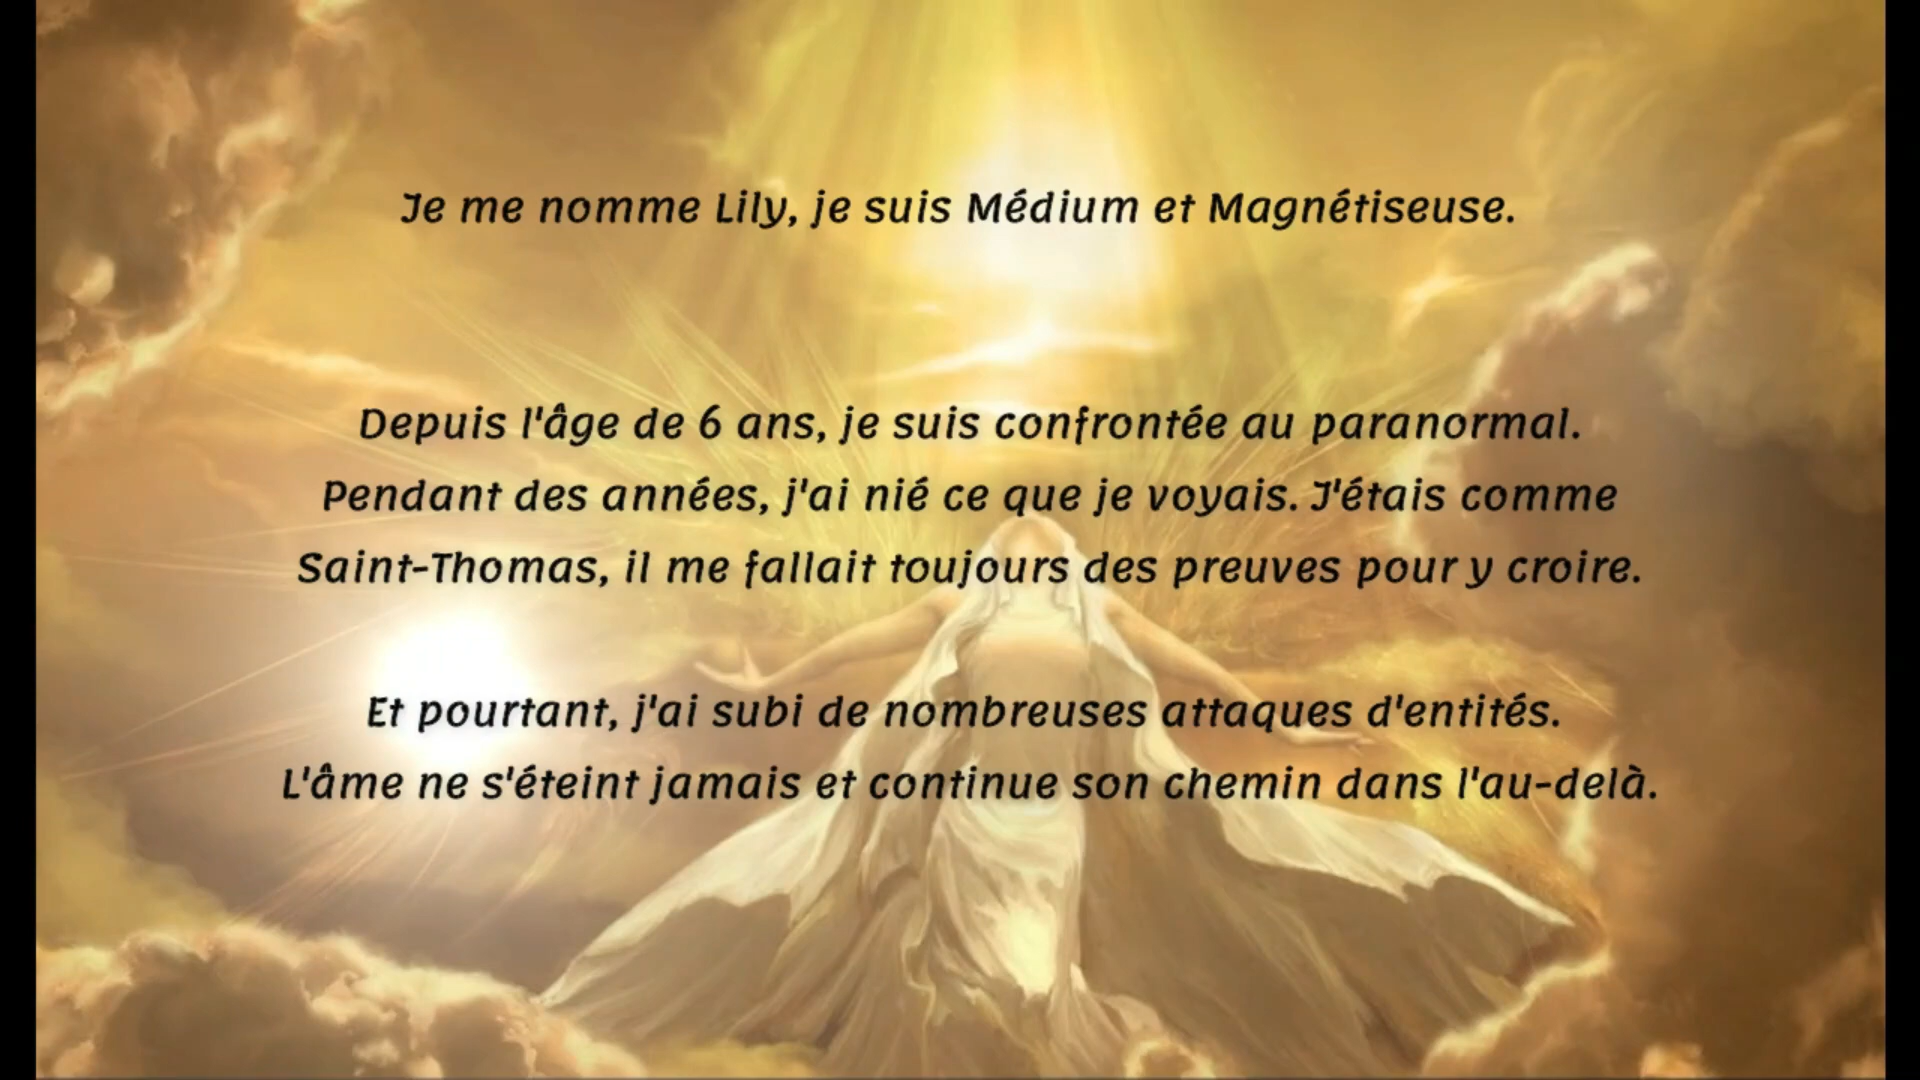 Je me nomme Lily, je suis Médium et Magnétiseuse.
Depuis l'âge de 6 ans, je suis confrontée au paranormal.
Pendant des années, j'ai nié ce que je voyais. J'étais comme
Saint-Thomas, il me fallait toujours des preuves pour y croire.
Et pourtant, j'ai subi de nombreuses attaques d'entités.
L'âme ne s'éteint jamais et continue son chemin dans l'au-delà.